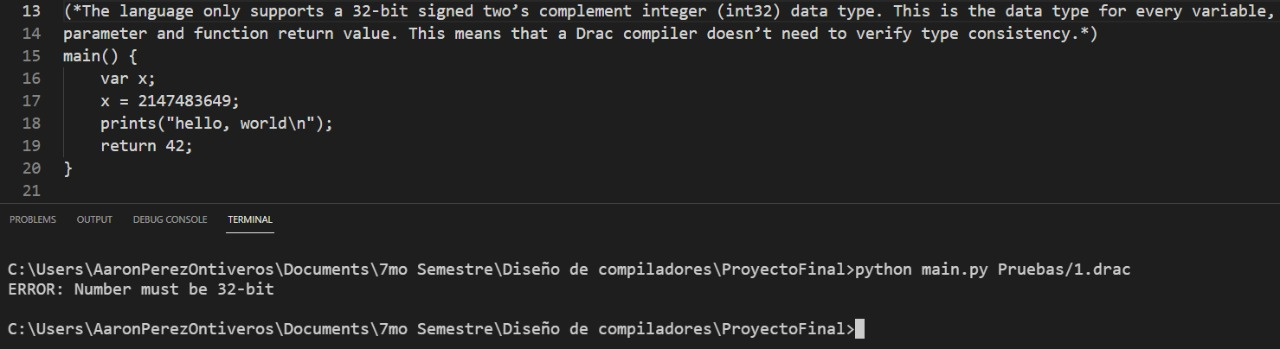 13 (*The language only supports a 32-bit signed two’s complement integer (int32) data type. This is the data type for every variable,
14 parameter and function return value. This means that a Drac compiler doesn’t need to verify type consistency.*)
15 main() {
16     var x;
17     x = 2147483649;
18     prints("hello, world\n");
19     return 42;
20 }
21
PROBLEMS OUTPUT DEBUG CONSOLE TERMINAL
C:\Users\AaronPerezOntiveros\Documents\7mo Semestre\Diseño de compiladores\ProyectoFinal>python main.py Pruebas/1.drac
ERROR: Number must be 32-bit
C:\Users\AaronPerezOntiveros\Documents\7mo Semestre\Diseño de compiladores\ProyectoFinal>